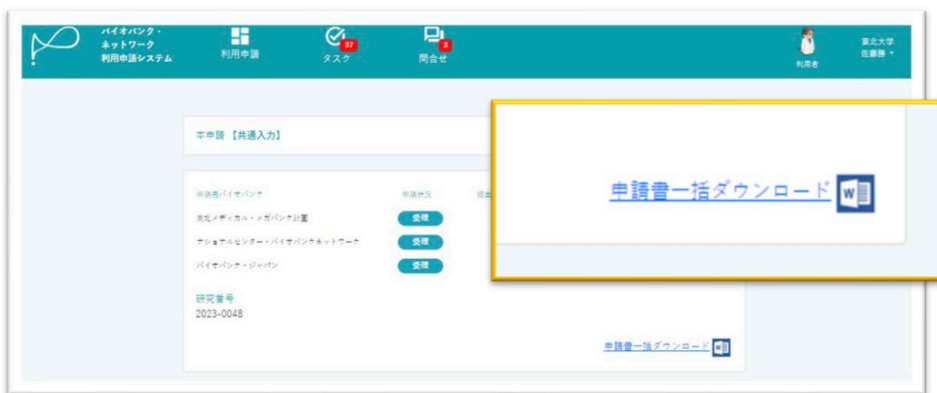 バイオバンク・
ネットワーク
利用申請システム
利用申請
37
タスク
3
問合せ
利用者
東北大学
佐藤勝
本申請 【共通入力】
申請先バイオバンク
申請状況
東北メディカル・メガバンク計画
受理
ナショナルセンター・バイオバンクネットワーク
受理
バイオバンク・ジャパン
受理
研究番号
2023-0048
申請書一括ダウンロード
W
申請書一括ダウンロード
W